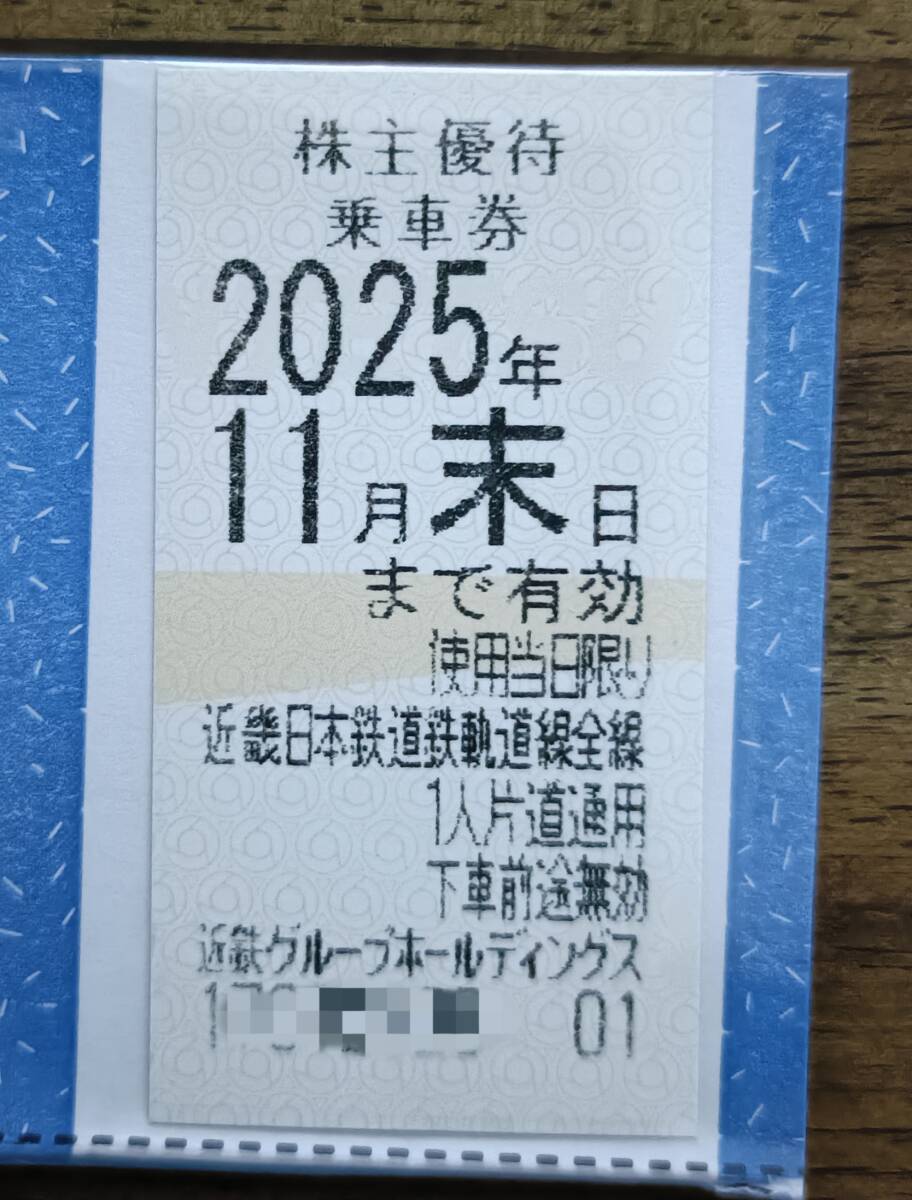 株主優待
乗車券
2025年
11月末日
まで有効
使用当日限り
近畿日本鉄道鉄軌道線全線
1人片道通用
下車前途無効
近鉄グループホールディングス
01